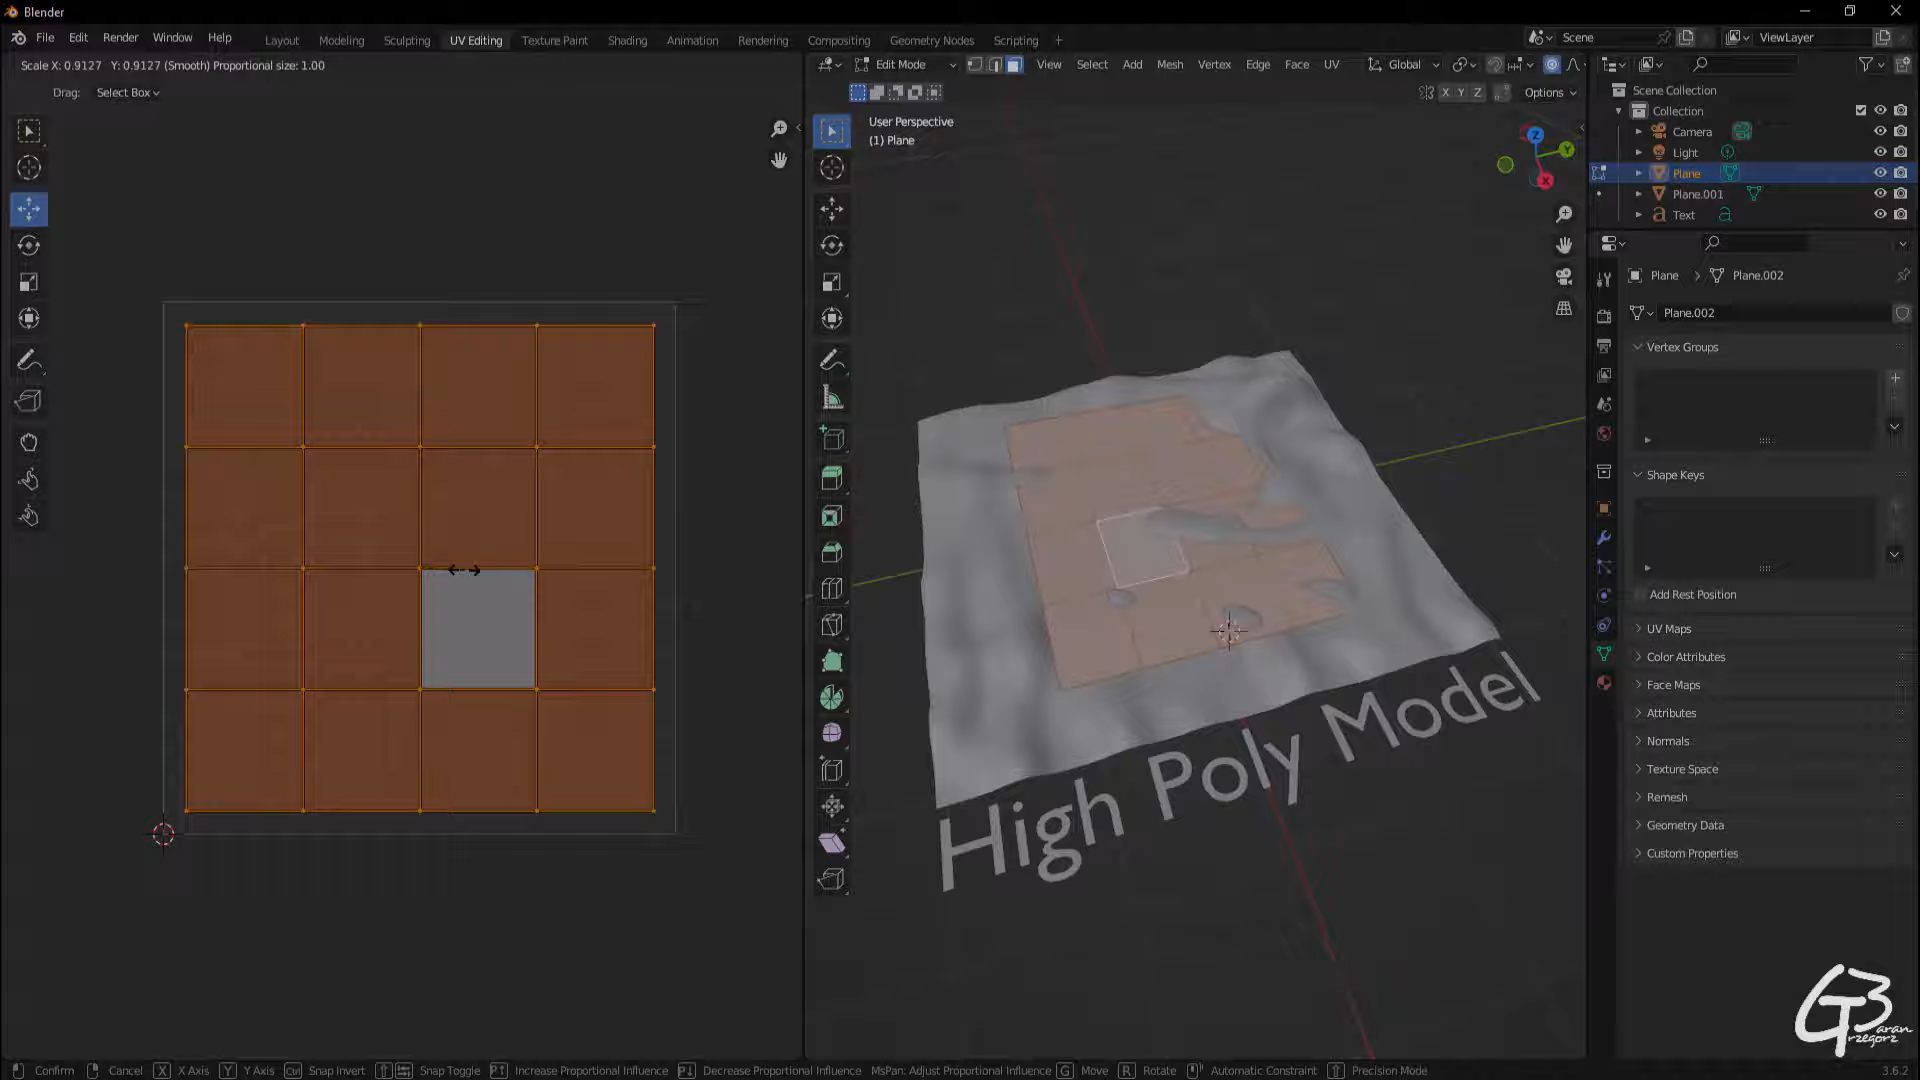 Blender
File Edit Render Window Help
Layout Modeling Sculpting UV Editing Texture Paint Shading Animation Rendering Compositing Geometry Nodes Scripting +
Scene
ViewLayer
Scale X: 0.9127 Y: 0.9127 (Smooth) Proportional size: 1.00
Drag: Select Box
Edit Mode
View Select Add Mesh Vertex Edge Face UV
Global
X Y Z
Options
User Perspective
(1) Plane
Z
Y
X
High Poly Model
Scene Collection
Collection
Camera
Light
Plane
Plane.001
Text
Plane > Plane.002
Plane.002
Vertex Groups
Shape Keys
Add Rest Position
UV Maps
Color Attributes
Face Maps
Attributes
Normals
Texture Space
Remesh
Geometry Data
Custom Properties
G3
aran
rzegorz
Confirm Cancel X X Axis Y Y Axis Ctrl Snap Invert Snap Toggle Increase Proportional Influence Decrease Proportional Influence MsPan: Adjust Proportional Influence G Move R Rotate Automatic Constraint Precision Mode
3.6.2